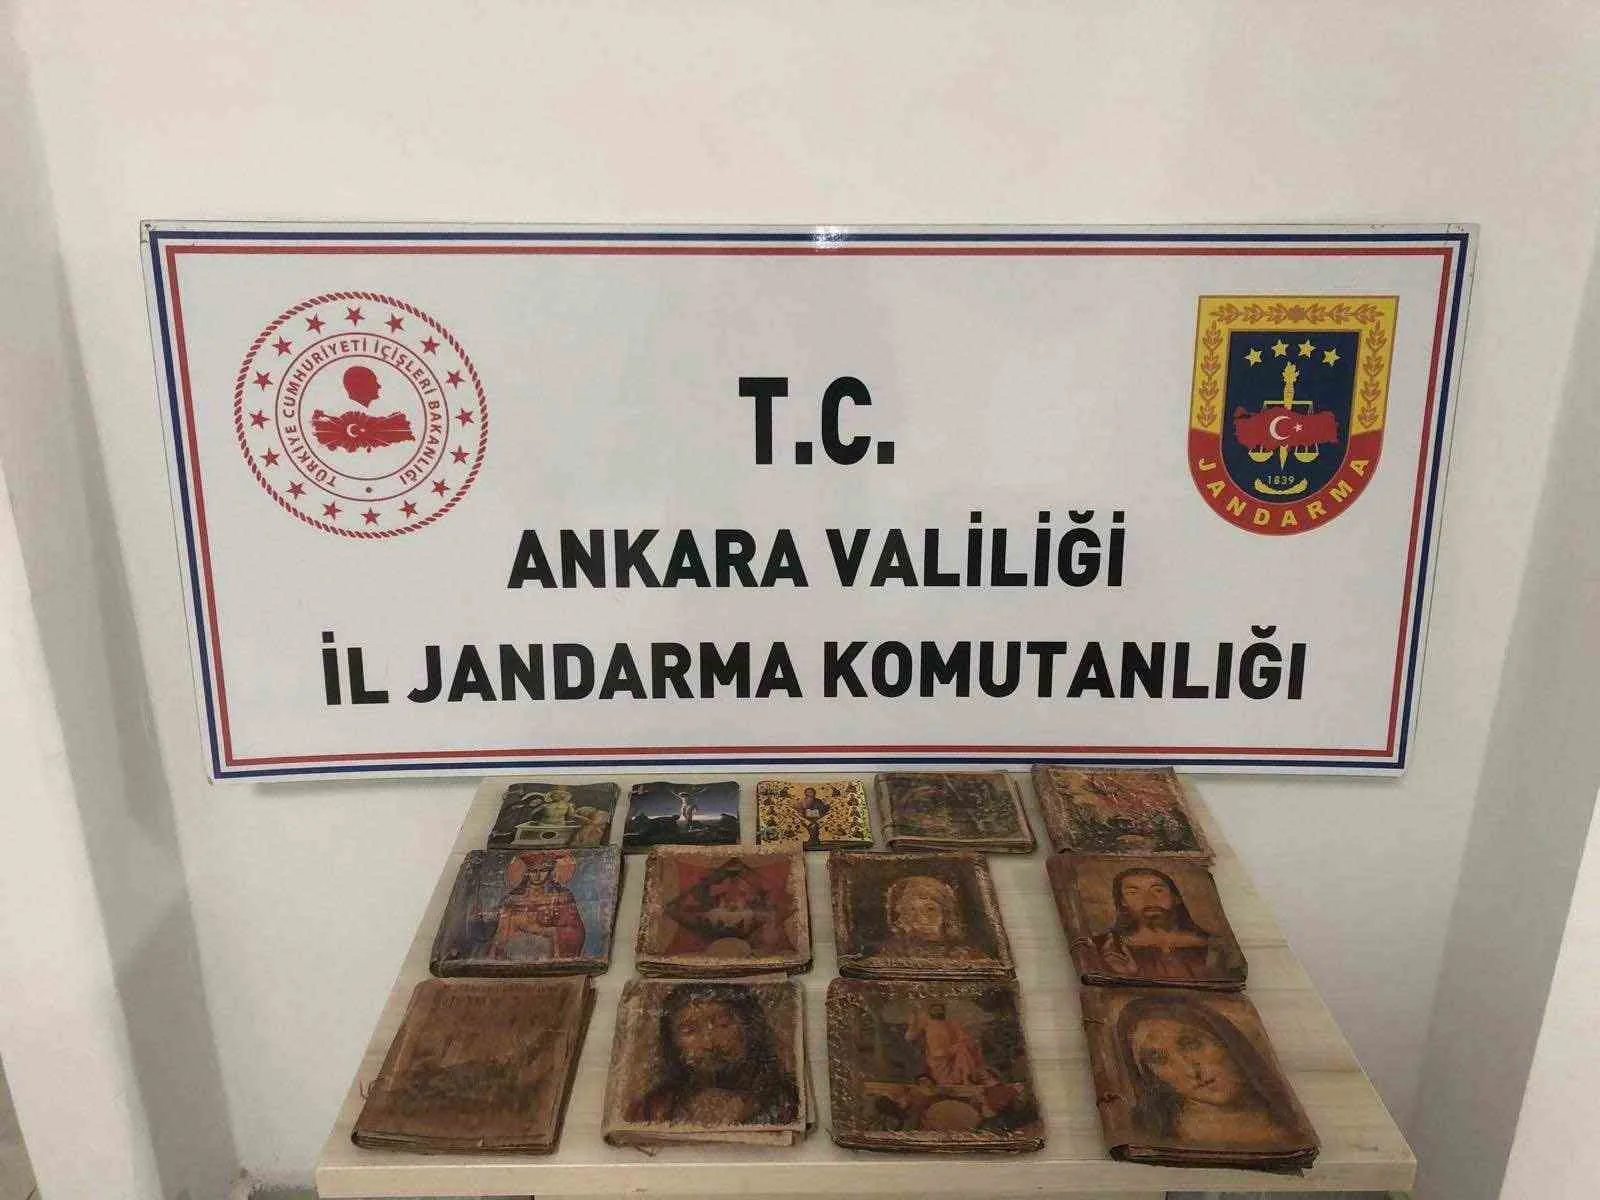 TÜRKİYE CUMHURİYETİ İÇİŞLERİ BAKANLIĞI
T.C.
ANKARA VALİLİĞİ
İL JANDARMA KOMUTANLIĞI
1839
JANDARMA